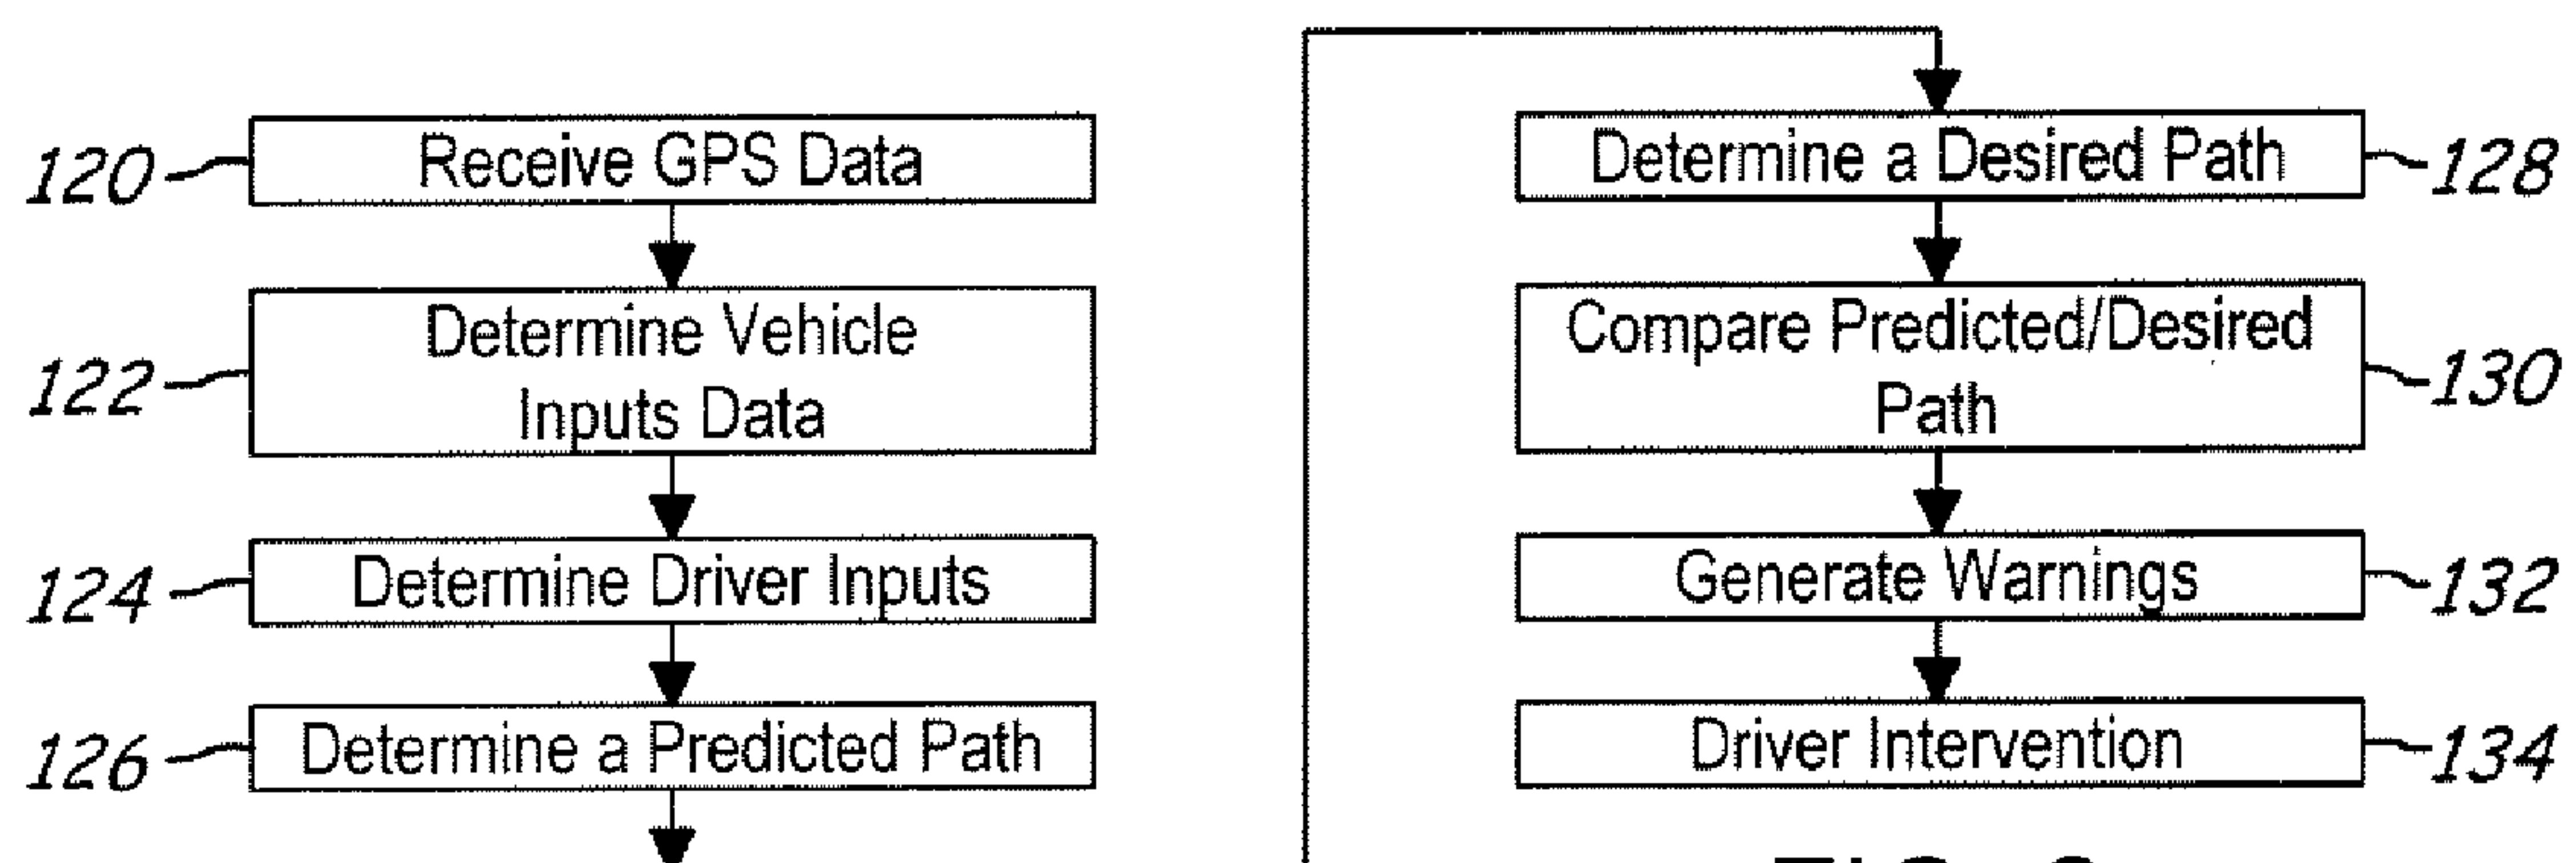 120
Receive GPS Data
122
Determine Vehicle
Inputs Data
124
Determine Driver Inputs
126
Determine a Predicted Path
Determine a Desired Path
128
Compare Predicted/Desired
Path
130
Generate Warnings
132
Driver Intervention
134